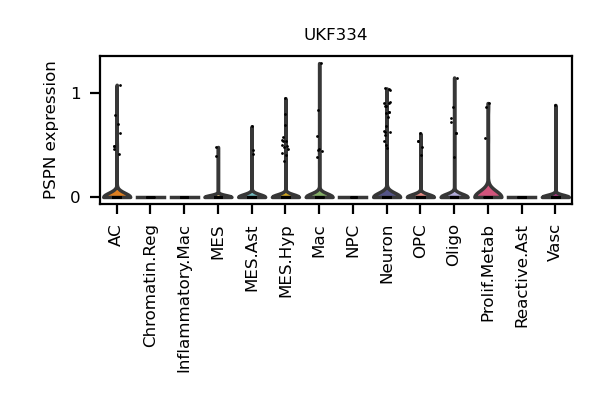 UKF334
PSPN expression
1
0
AC
Chromatin.Reg
Inflammatory.Mac
MES
MES.Ast
MES.Hyp
Mac
NPC
Neuron
OPC
Oligo
Prolif.Metab
Reactive.Ast
Vasc